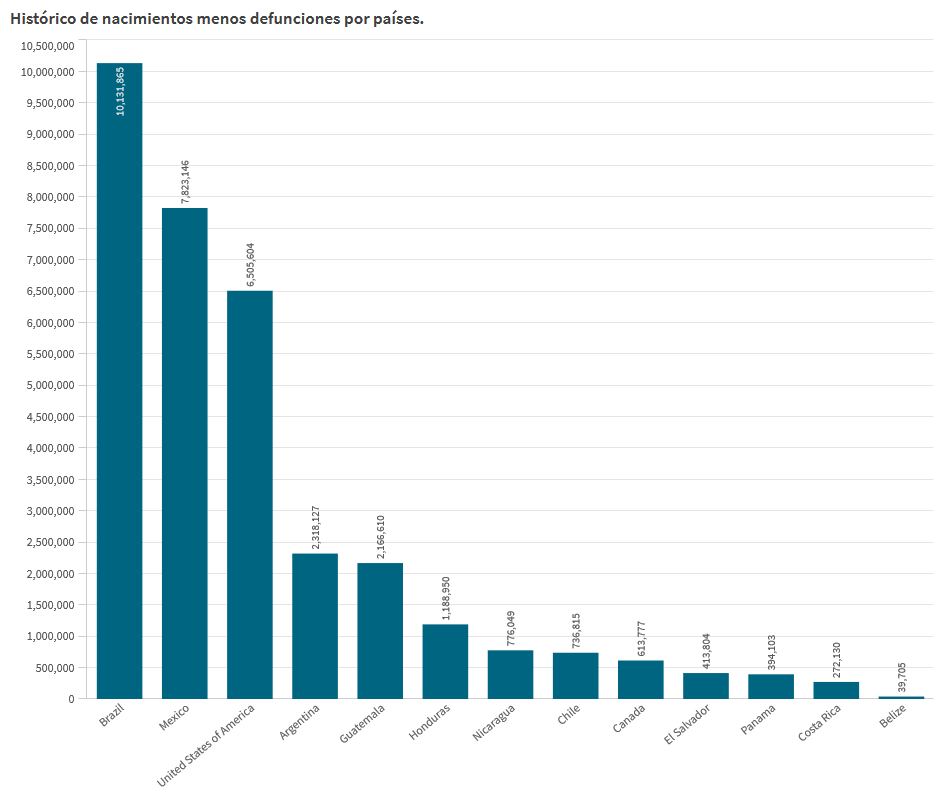 Histórico de nacimientos menos defunciones por países.
10,500,000
10,000,000
9,500,000
9,000,000
8,500,000
8,000,000
7,500,000
7,000,000
6,500,000
6,000,000
5,500,000
5,000,000
4,500,000
4,000,000
3,500,000
3,000,000
2,500,000
2,000,000
1,500,000
1,000,000
500,000
0
10,131,865
7,823,146
6,505,604
2,318,127
2,166,610
1,188,950
776,049
736,815
613,777
413,804
394,103
272,130
39,705
Brazil
Mexico
United States of America
Argentina
Guatemala
Honduras
Nicaragua
Chile
Canada
El Salvador
Panama
Costa Rica
Belize